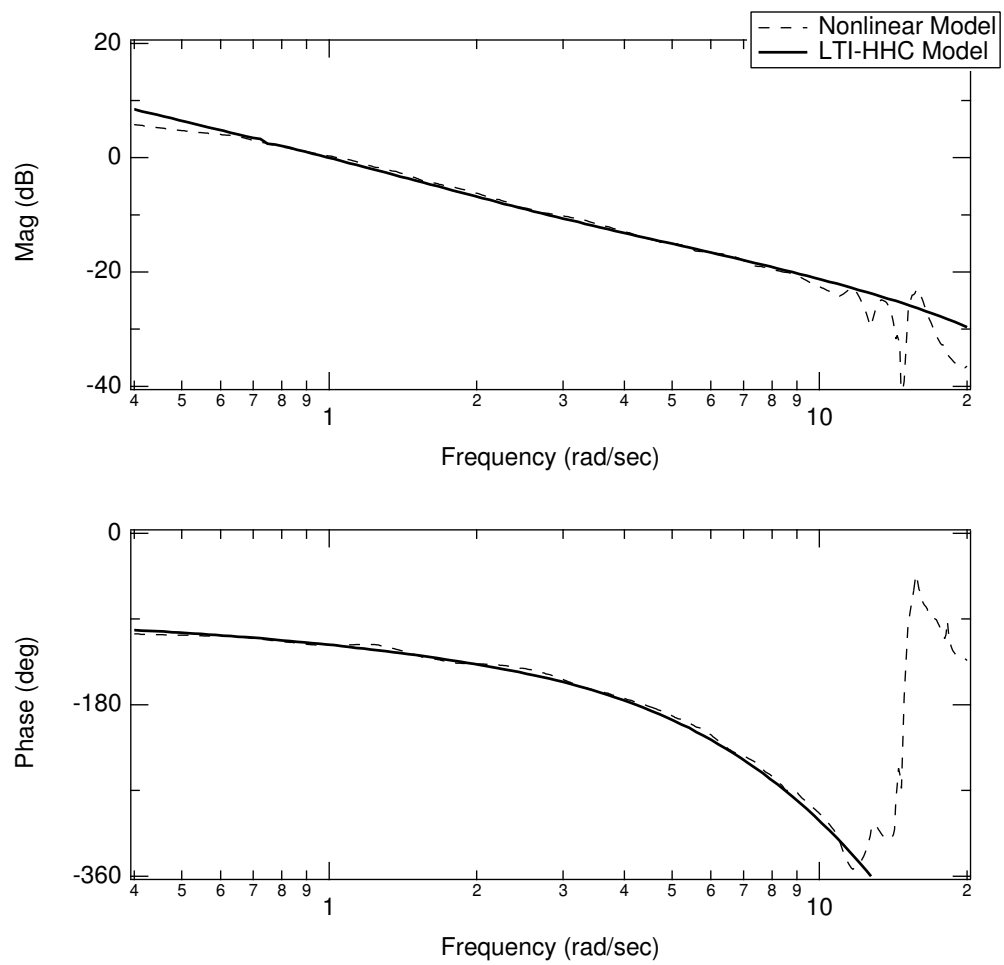 Nonlinear Model
LTI-HHC Model
20
0
-20
-40
Mag (dB)
4 5 6 7 8 9 1 2 3 4 5 6 7 8 9 10 2
Frequency (rad/sec)
0
-180
-360
Phase (deg)
4 5 6 7 8 9 1 2 3 4 5 6 7 8 9 10 2
Frequency (rad/sec)